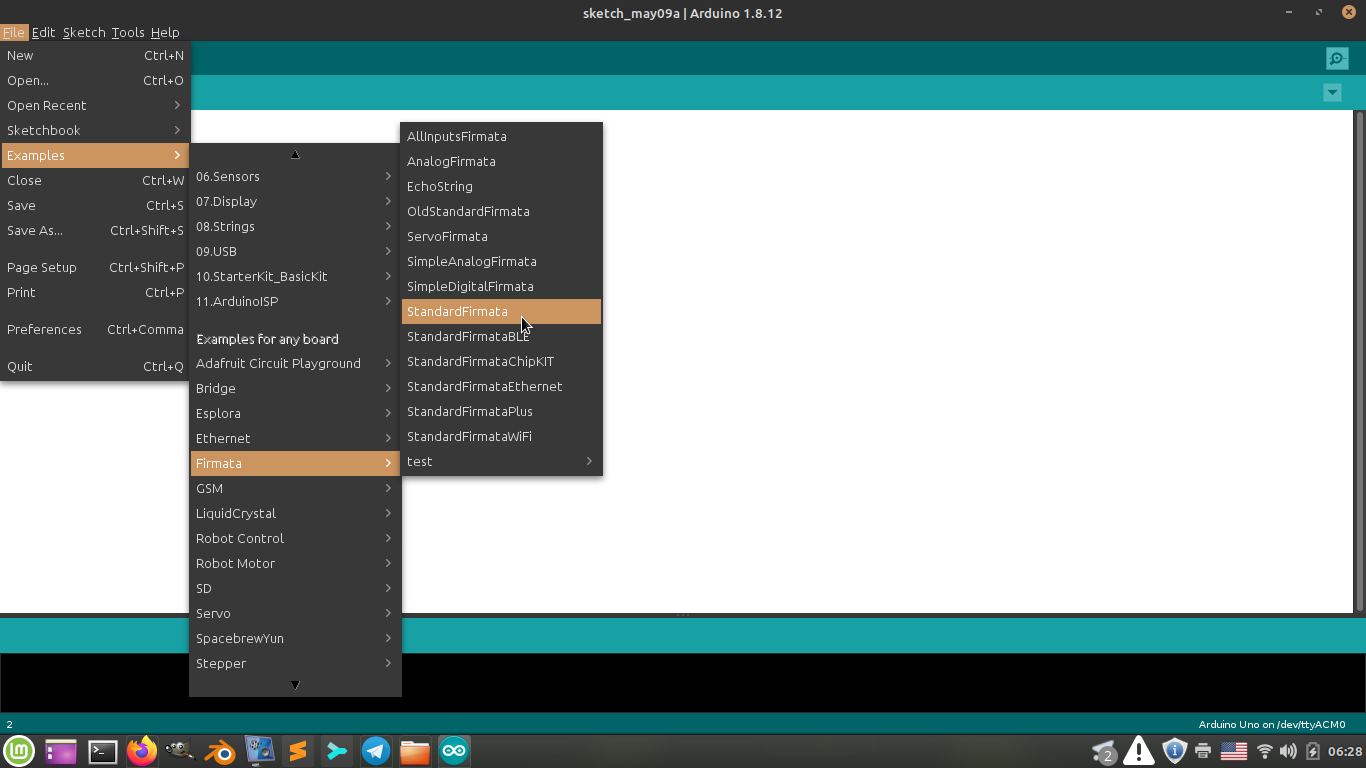 sketch_may09a | Arduino 1.8.12
File Edit Sketch Tools Help
New Ctrl+N
Open... Ctrl+O
Open Recent
Sketchbook
Examples
Close Ctrl+W
Save Ctrl+S
Save As... Ctrl+Shift+S
Page Setup Ctrl+Shift+P
Print Ctrl+P
Preferences Ctrl+Comma
Quit Ctrl+Q
06.Sensors
07.Display
08.Strings
09.USB
10.StarterKit_BasicKit
11.ArduinoISP
Examples for any board
Adafruit Circuit Playground
Bridge
Esplora
Ethernet
Firmata
GSM
LiquidCrystal
Robot Control
Robot Motor
SD
Servo
SpacebrewYun
Stepper
AllInputsFirmata
AnalogFirmata
EchoString
OldStandardFirmata
ServoFirmata
SimpleAnalogFirmata
SimpleDigitalFirmata
StandardFirmata
StandardFirmataBLE
StandardFirmataChipKIT
StandardFirmataEthernet
StandardFirmataPlus
StandardFirmataWiFi
test
2 Arduino Uno on /dev/ttyACM0
2 06:28